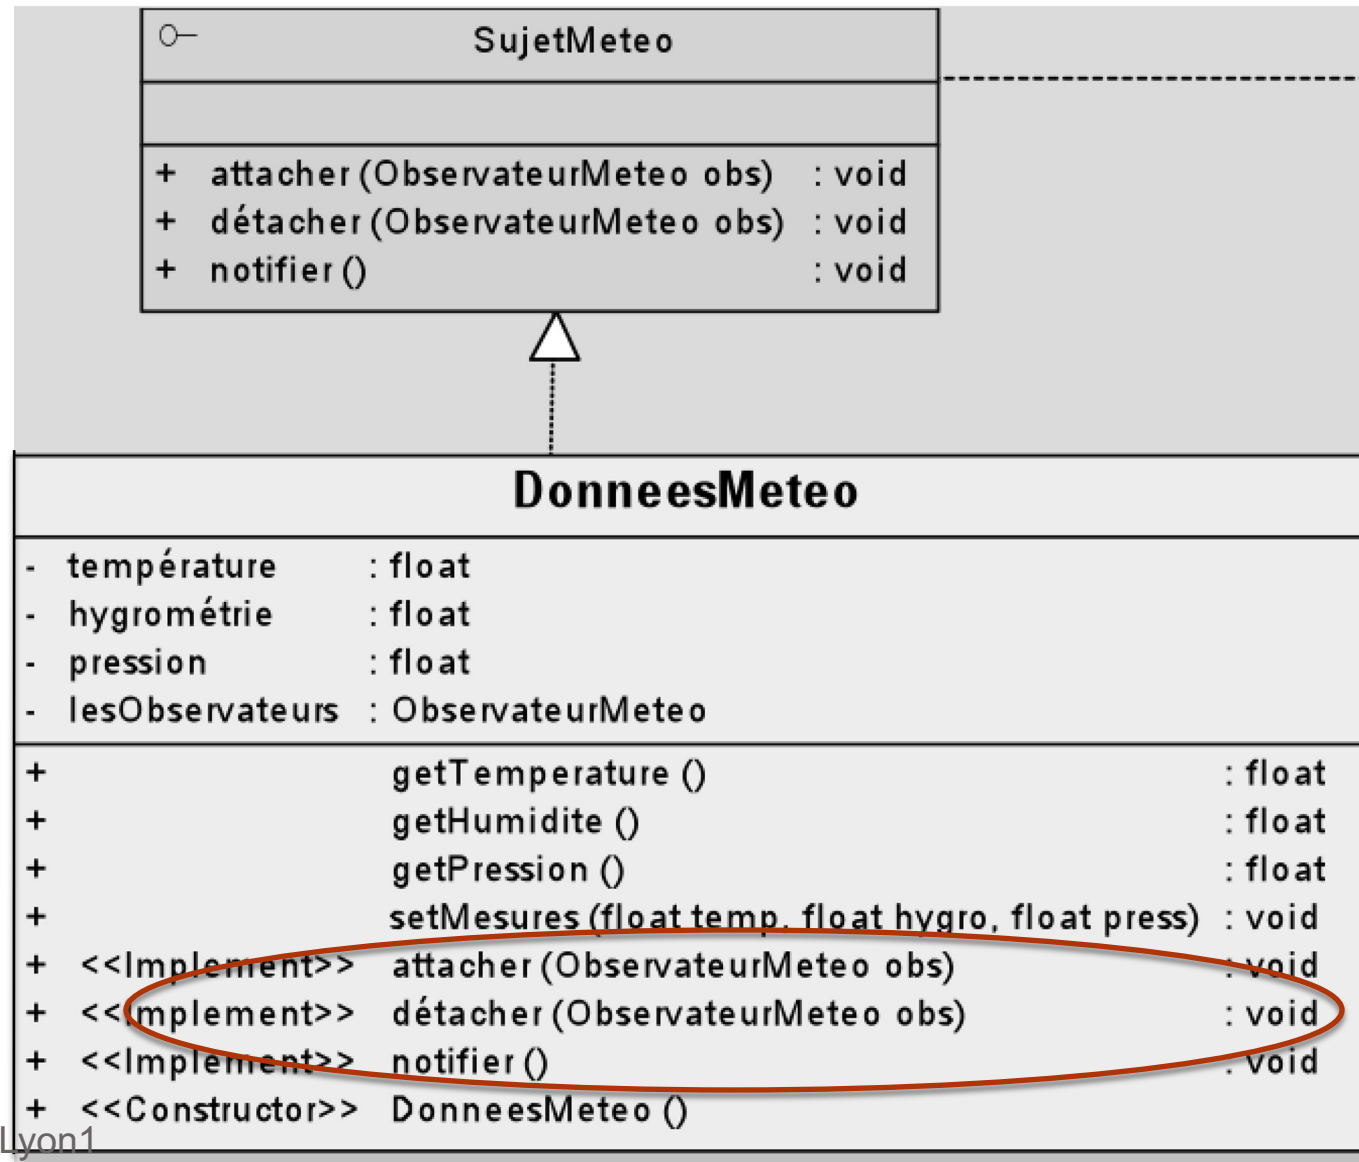 SujetMeteo
+ attacher (ObservateurMeteo obs) : void
+ détacher (ObservateurMeteo obs) : void
+ notifier () : void
DonneesMeteo
- température : float
- hygrométrie : float
- pression : float
- lesObservateurs : ObservateurMeteo
+ getTemperature () : float
+ getHumidite () : float
+ getPression () : float
+ setMesures (float temp, float hygro, float press) : void
+ <<Implement>> attacher (ObservateurMeteo obs) : void
+ <<Implement>> détacher (ObservateurMeteo obs) : void
+ <<Implement>> notifier () : void
+ <<Constructor>> DonneesMeteo ()
Lyon1